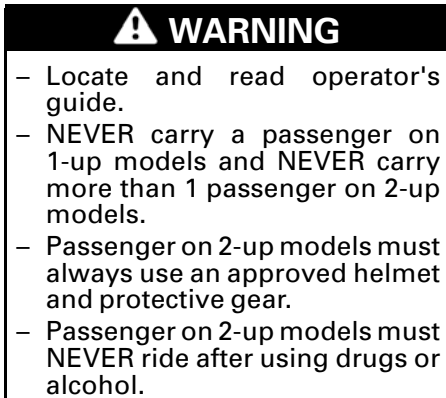 WARNING
– Locate and read operator's
guide.
– NEVER carry a passenger on
1-up models and NEVER carry
more than 1 passenger on 2-up
models.
– Passenger on 2-up models must
always use an approved helmet
and protective gear.
– Passenger on 2-up models must
NEVER ride after using drugs or
alcohol.